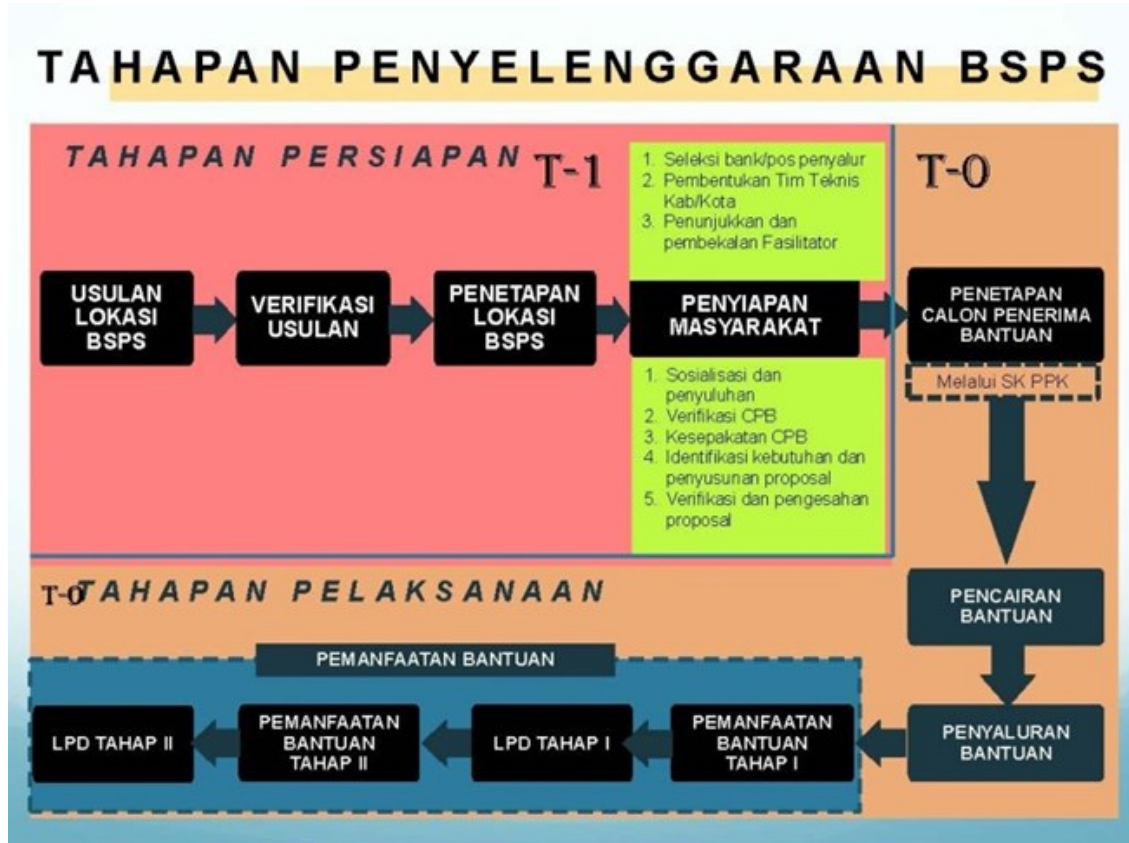 TAHAPAN PENYELENGGARAAN BSPS
TAHAPAN PERSIAPAN
T-1
1. Seleksi bank/pos penyalur
2. Pembentukan Tim Teknis
Kab/Kota
3. Penunjukkan dan
pembekalan Fasilitator
T-0
USULAN
LOKASI
BSPS
VERIFIKASI
USULAN
PENETAPAN
LOKASI
BSPS
PENYIAPAN
MASYARAKAT
PENETAPAN
CALON PENERIMA
BANTUAN
Melalui SK PPK
1. Sosialisasi dan
penyuluhan
2. Verifikasi CPB
3. Kesepakatan CPB
4. Identifikasi kebutuhan dan
penyusunan proposal
5. Verifikasi dan pengesahan
proposal
T-0
TAHAPAN PELAKSANAAN
PENCAIRAN
BANTUAN
PEMANFAATAN BANTUAN
LPD TAHAP II
PEMANFAATAN
BANTUAN
TAHAP II
LPD TAHAP I
PEMANFAATAN
BANTUAN
TAHAP I
PENYALURAN
BANTUAN